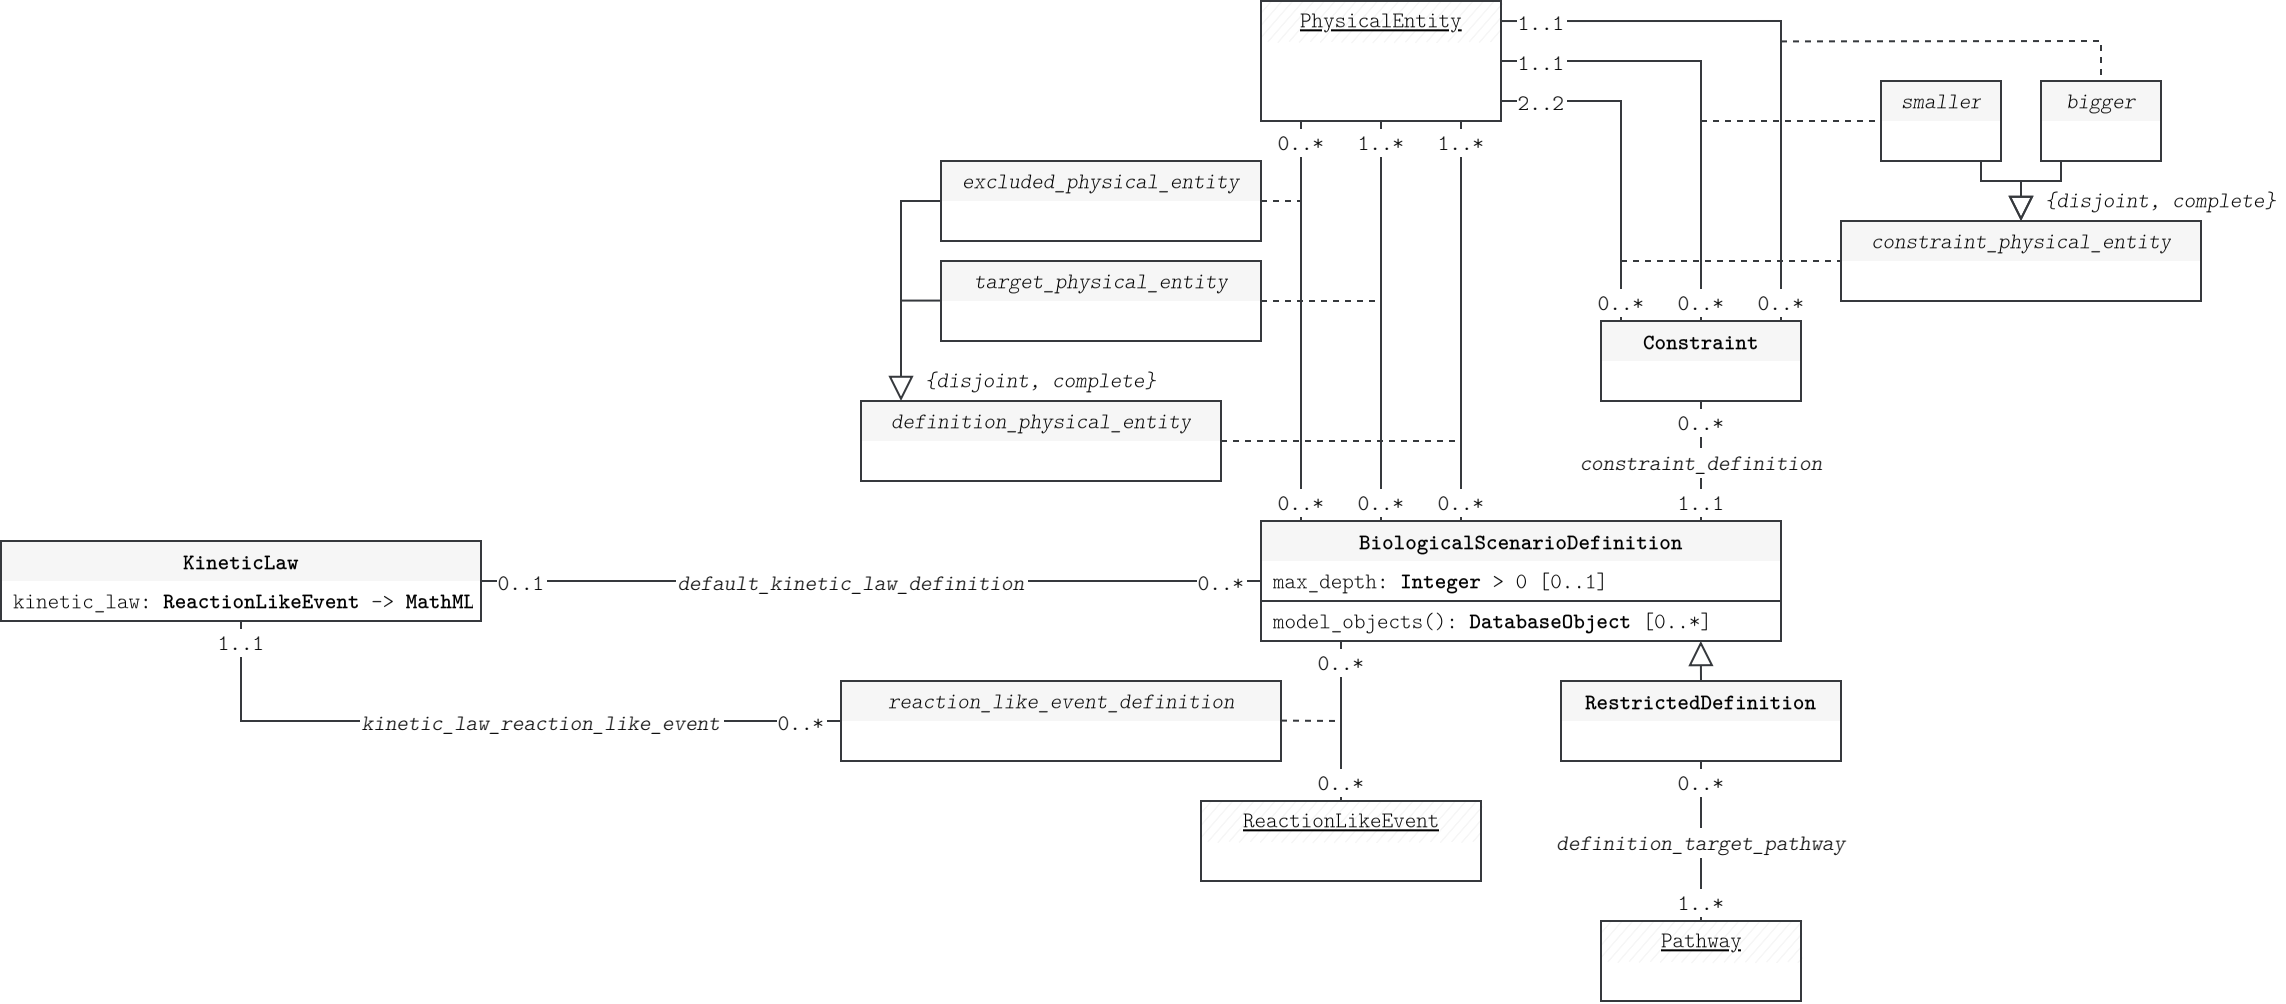 PhysicalEntity
1..1
1..1
2..2
smaller
bigger
0..*
1..*
1..*
excluded_physical_entity
{disjoint, complete}
constraint_physical_entity
target_physical_entity
0..*
0..*
0..*
Constraint
{disjoint, complete}
definition_physical_entity
0..*
constraint_definition
0..*
0..*
0..*
1..1
BiologicalScenarioDefinition
KineticLaw
0..1
default_kinetic_law_definition
0..*
max_depth: Integer > 0 [0..1]
kinetic_law: ReactionLikeEvent -> MathML
model_objects(): DatabaseObject [0..*]
1..1
0..*
reaction_like_event_definition
RestrictedDefinition
kinetic_law_reaction_like_event
0..*
0..*
0..*
ReactionLikeEvent
definition_target_pathway
1..*
Pathway